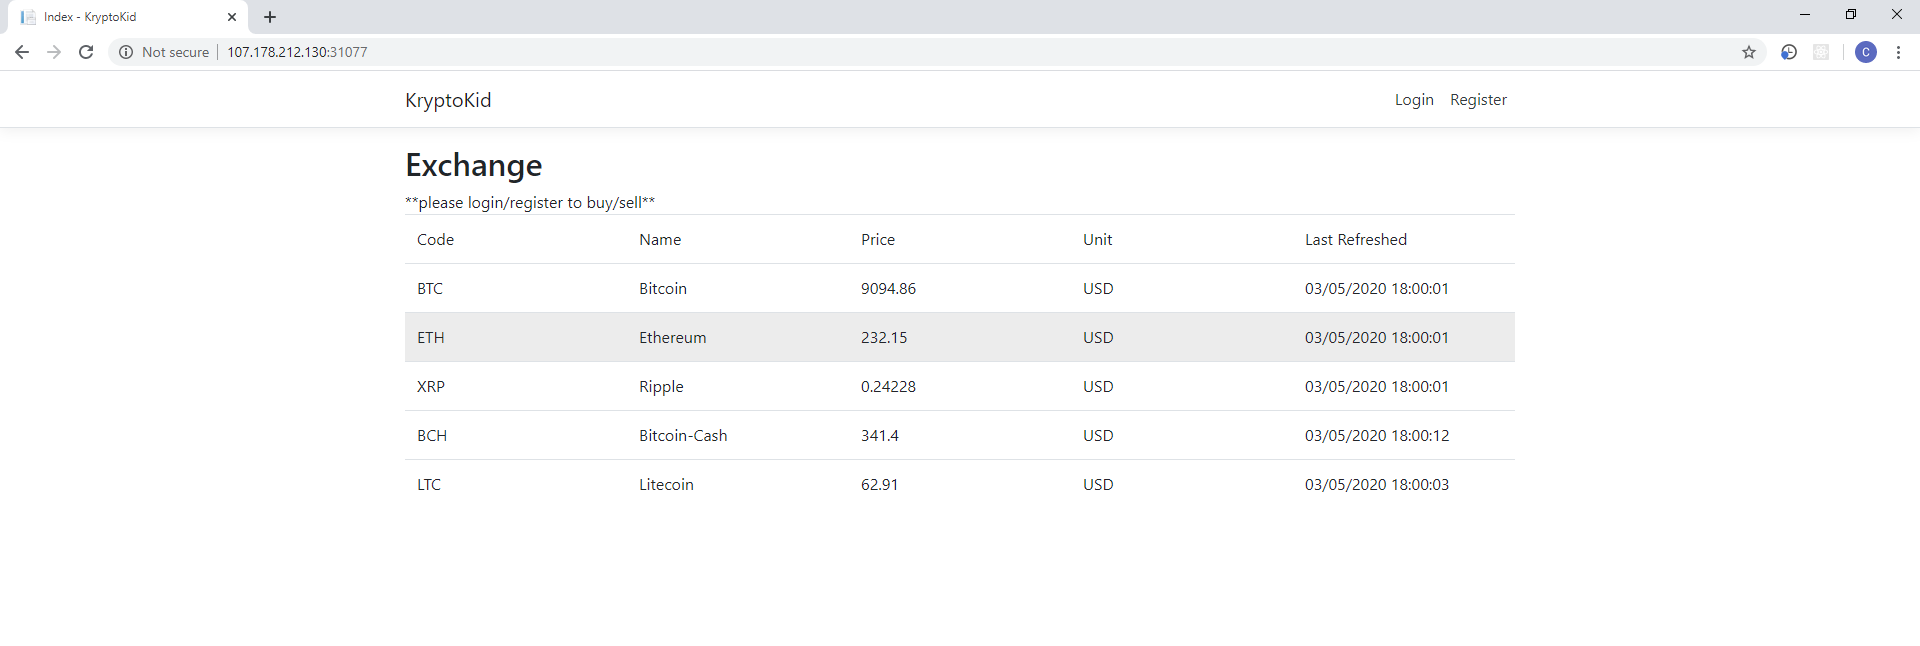 Index - KryptoKid
Not secure 107.178.212.130:31077
C
KryptoKid Login Register
Exchange
**please login/register to buy/sell**
Code Name Price Unit Last Refreshed
BTC Bitcoin 9094.86 USD 03/05/2020 18:00:01
ETH Ethereum 232.15 USD 03/05/2020 18:00:01
XRP Ripple 0.24228 USD 03/05/2020 18:00:01
BCH Bitcoin-Cash 341.4 USD 03/05/2020 18:00:12
LTC Litecoin 62.91 USD 03/05/2020 18:00:03